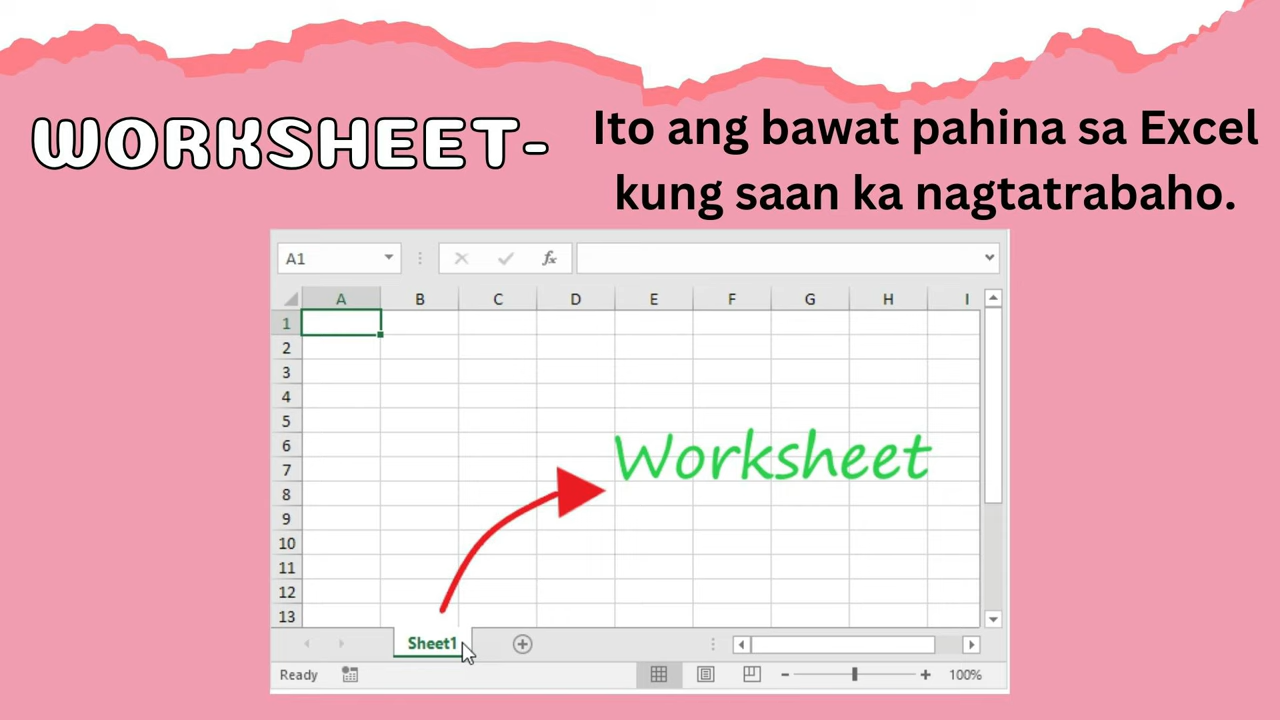 WORKSHEET-
Ito ang bawat pahina sa Excel
kung saan ka nagtatrabaho.
A1
fx
A B C D E F G H I
1
2
3
4
5
6
7
8
9
10
11
12
13
Worksheet
Sheet1
Ready
100%